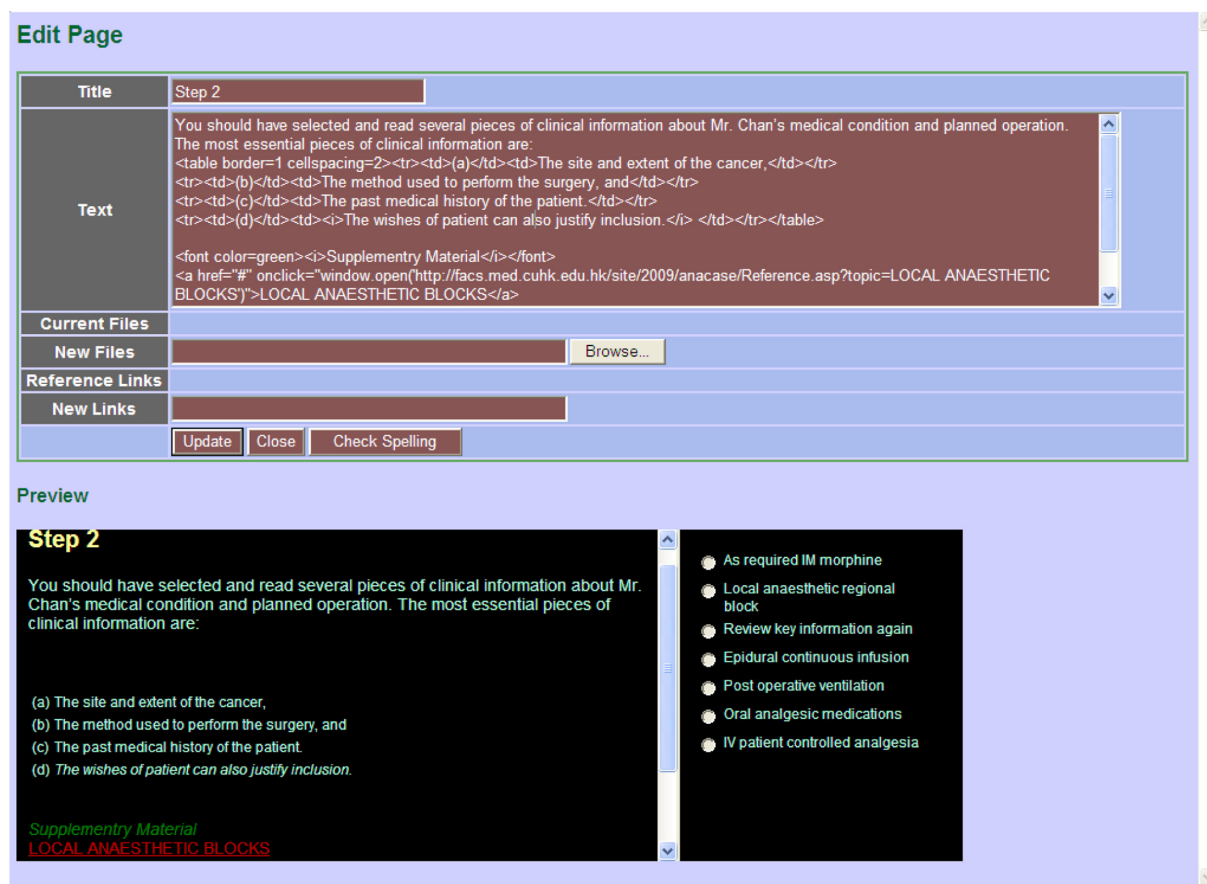 Edit Page
Title
Step 2
Text
You should have selected and read several pieces of clinical information about Mr. Chan's medical condition and planned operation.
The most essential pieces of clinical information are:
<table border=1 cellspacing=2><tr><td>(a)</td><td>The site and extent of the cancer,</td></tr>
<tr><td>(b)</td><td>The method used to perform the surgery, and</td></tr>
<tr><td>(c)</td><td>The past medical history of the patient.</td></tr>
<tr><td>(d)</td><td><i>The wishes of patient can also justify inclusion.</i> </td></tr></table>
<font color=green><i>Supplementry Material</i></font>
<a href="#" onclick="window.open('http://facs.med.cuhk.edu.hk/site/2009/anacase/Reference.asp?topic=LOCAL ANAESTHETIC
BLOCKS')">LOCAL ANAESTHETIC BLOCKS</a>
Current Files
New Files
Browse...
Reference Links
New Links
Update Close Check Spelling
Preview
Step 2
You should have selected and read several pieces of clinical information about Mr.
Chan's medical condition and planned operation. The most essential pieces of
clinical information are:
(a) The site and extent of the cancer,
(b) The method used to perform the surgery, and
(c) The past medical history of the patient.
(d) The wishes of patient can also justify inclusion.
Supplementry Material
LOCAL ANAESTHETIC BLOCKS
As required IM morphine
Local anaesthetic regional
block
Review key information again
Epidural continuous infusion
Post operative ventilation
Oral analgesic medications
IV patient controlled analgesia